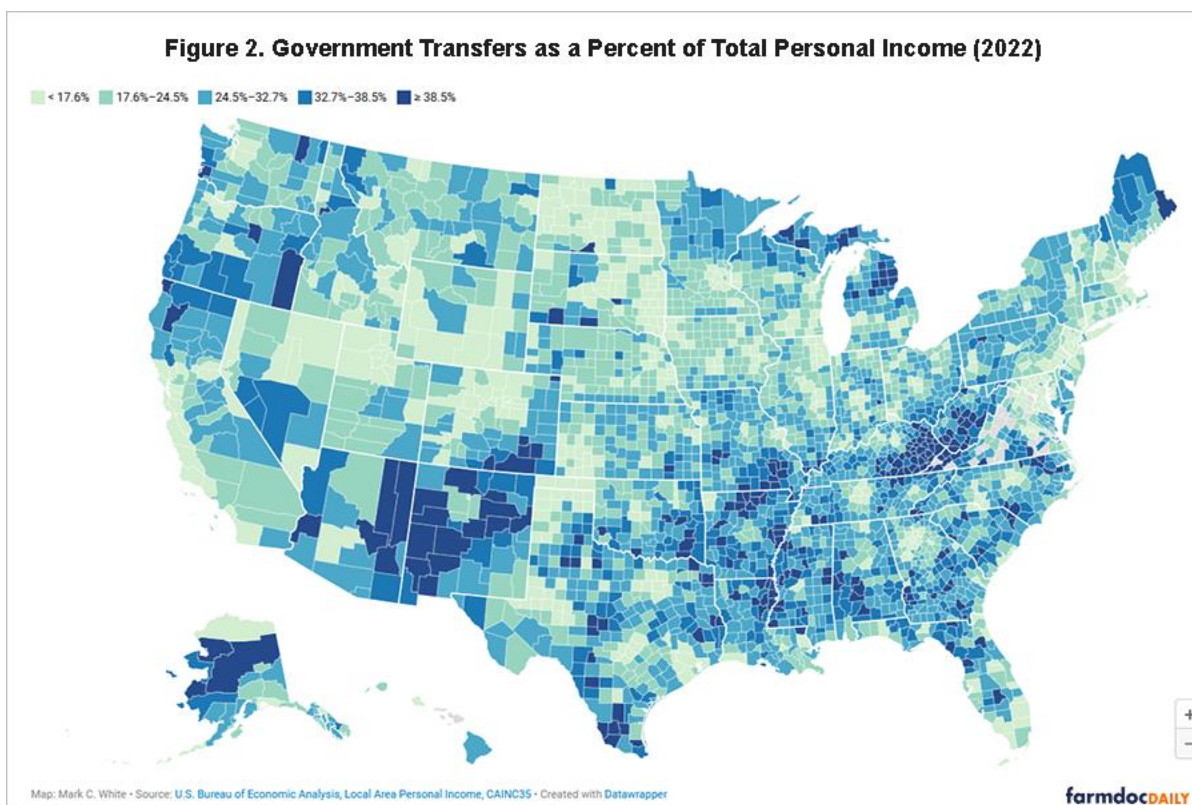 Figure 2. Government Transfers as a Percent of Total Personal Income (2022)
< 17.6% 17.6%–24.5% 24.5%–32.7% 32.7%–38.5% ≥ 38.5%
+
−
Map: Mark C. White • Source: U.S. Bureau of Economic Analysis, Local Area Personal Income, CAINC35 • Created with Datawrapper
farmdocDAILY